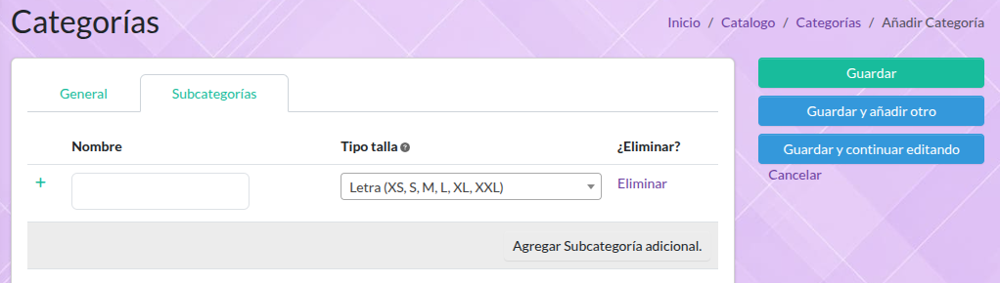 Categorías
Inicio / Catalogo / Categorías / Añadir Categoría
General
Subcategorías
Guardar
Guardar y añadir otro
Guardar y continuar editando
Cancelar
Nombre
Tipo talla
¿Eliminar?
Letra (XS, S, M, L, XL, XXL)
Eliminar
Agregar Subcategoría adicional.